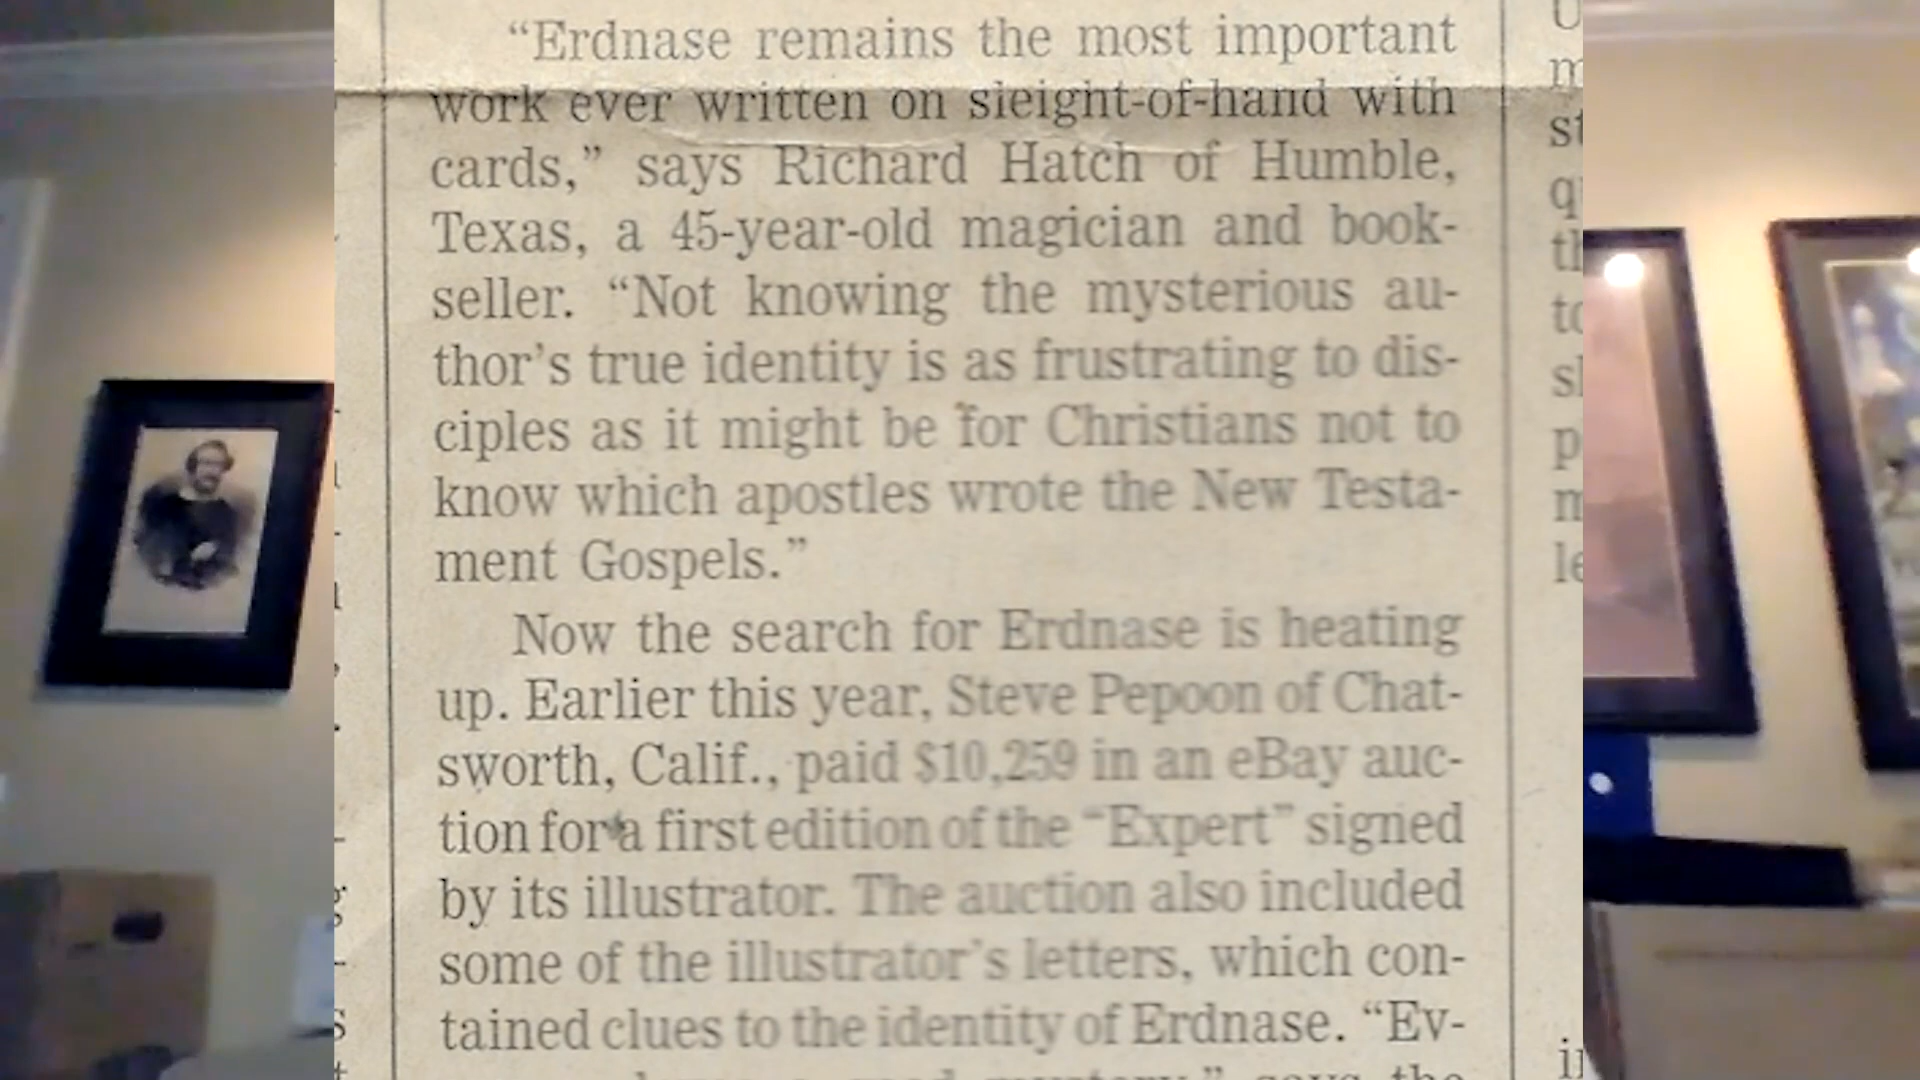 “Erdnase remains the most important
work ever written on sleight-of-hand with
cards,” says Richard Hatch of Humble,
Texas, a 45-year-old magician and book-
seller. “Not knowing the mysterious au-
thor’s true identity is as frustrating to dis-
ciples as it might be for Christians not to
know which apostles wrote the New Testa-
ment Gospels.”
Now the search for Erdnase is heating
up. Earlier this year, Steve Pepoon of Chat-
sworth, Calif., paid $10,259 in an eBay auc-
tion for a first edition of the “Expert” signed
by its illustrator. The auction also included
some of the illustrator’s letters, which con-
tained clues to the identity of Erdnase. “Ev-
mystery,” says the